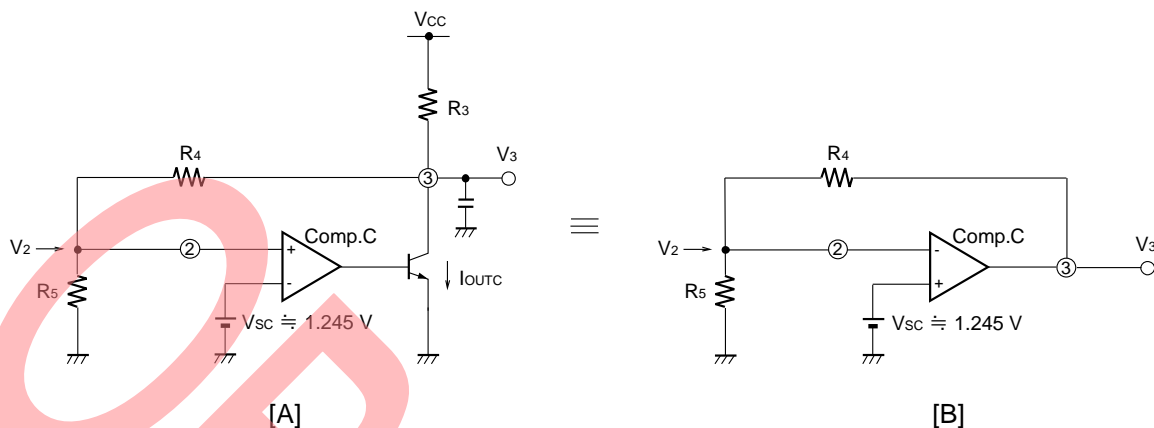 VCC
R3
R4
V3
3
V2
2
Comp.C
+
-
R5
IOUTC
VSC ≒ 1.245 V
[A]
≡
R4
V2
2
Comp.C
-
+
3
V3
R5
VSC ≒ 1.245 V
[B]